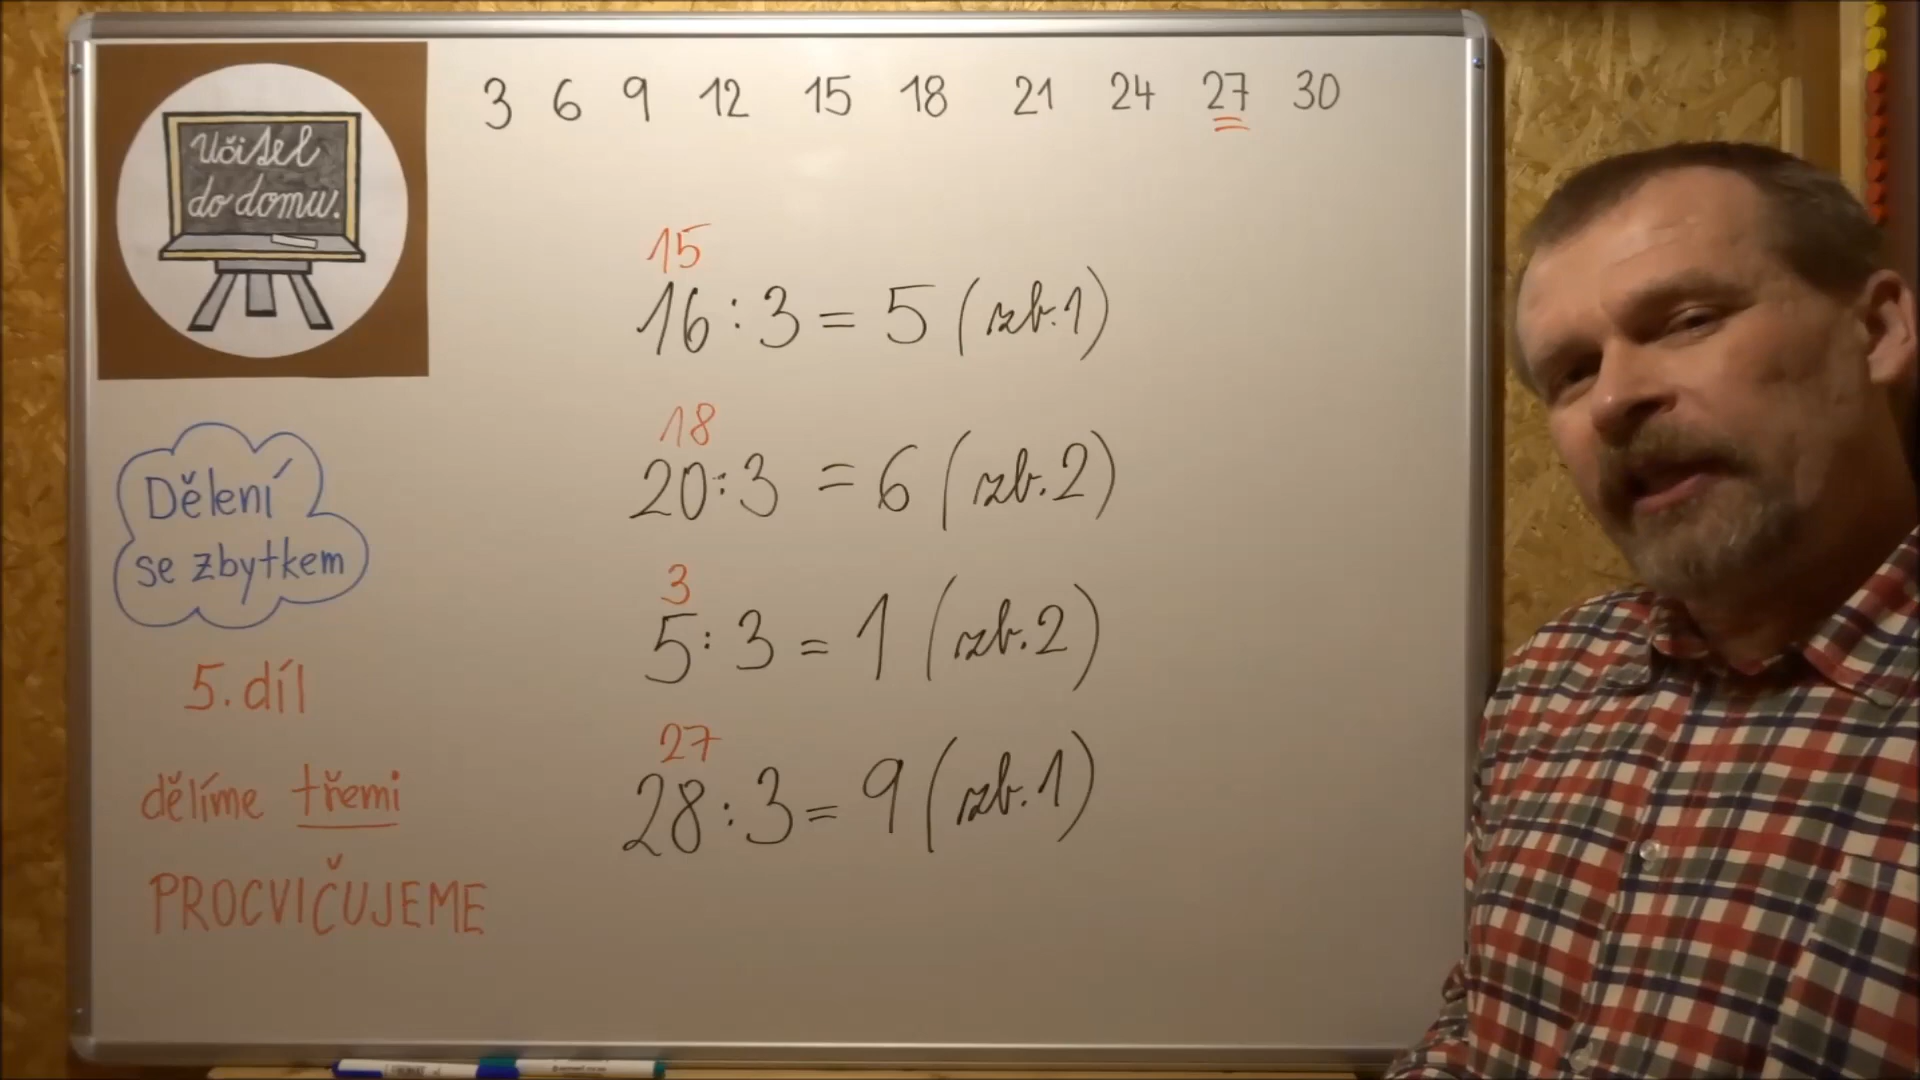 Učitel
do domu.
3 6 9 12 15 18 21 24 27 30
15
16 : 3 = 5 (zb. 1)
18
20 : 3 = 6 (zb. 2)
3
5 : 3 = 1 (zb. 2)
27
28 : 3 = 9 (zb. 1)
Dělení
se zbytkem
5. díl
dělíme třemi
PROCVIČUJEME